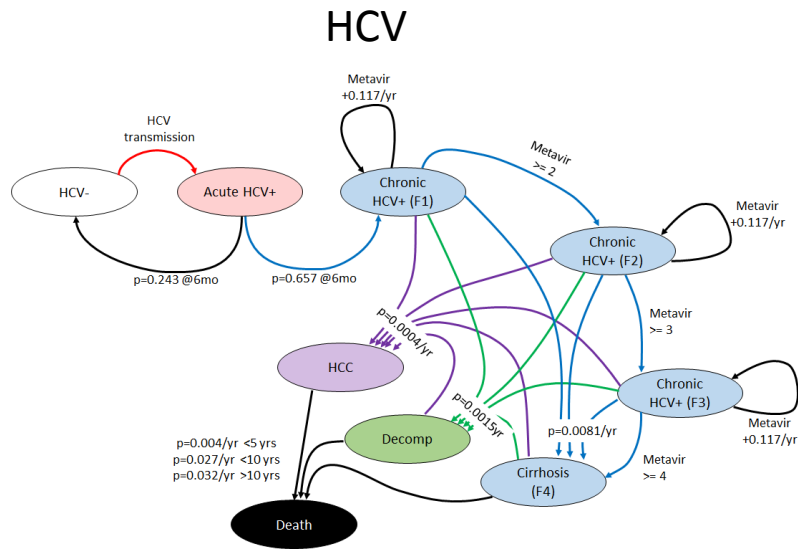 HCV
Metavir
+0.117/yr
HCV
transmission
Metavir
>= 2
HCV-
Acute HCV+
Chronic
HCV+ (F1)
Metavir
+0.117/yr
Chronic
HCV+ (F2)
p=0.243 @6mo
p=0.657 @6mo
Metavir
>= 3
p=0.0004/yr
HCC
Chronic
HCV+ (F3)
p=0.0015yr
p=0.0081/yr
Metavir
+0.117/yr
Decomp
p=0.004/yr <5 yrs
p=0.027/yr <10 yrs
p=0.032/yr >10 yrs
Cirrhosis
(F4)
Metavir
>= 4
Death